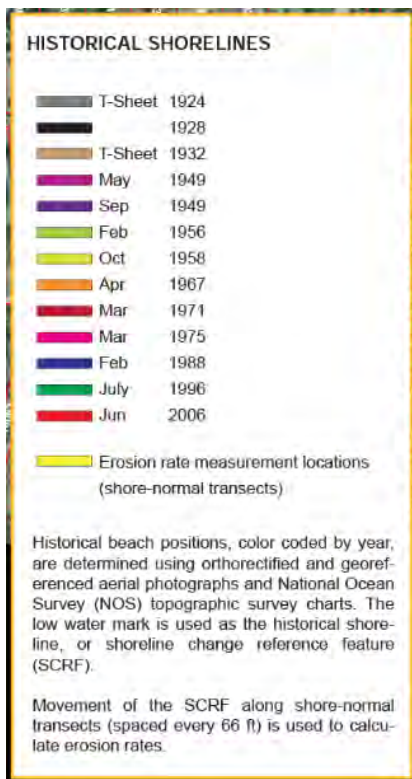 HISTORICAL SHORELINES
T-Sheet 1924
1928
T-Sheet 1932
May 1949
Sep 1949
Feb 1956
Oct 1958
Apr 1967
Mar 1971
Mar 1975
Feb 1988
July 1996
Jun 2006
Erosion rate measurement locations
(shore-normal transects)
Historical beach positions, color coded by year,
are determined using orthorectified and georef-
erenced aerial photographs and National Ocean
Survey (NOS) topographic survey charts. The
low water mark is used as the historical shore-
line, or shoreline change reference feature
(SCRF).
Movement of the SCRF along shore-normal
transects (spaced every 66 ft) is used to calcu-
late erosion rates.